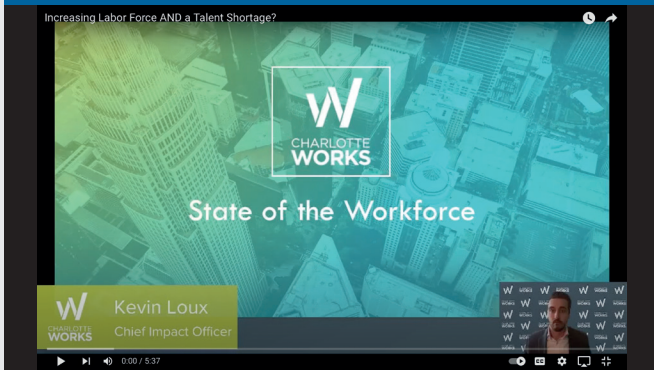 Increasing Labor Force AND a Talent Shortage?
W
CHARLOTTE
WORKS
State of the Workforce
W
CHARLOTTE
WORKS
Kevin Loux
Chief Impact Officer
0:00 / 5:37
CC